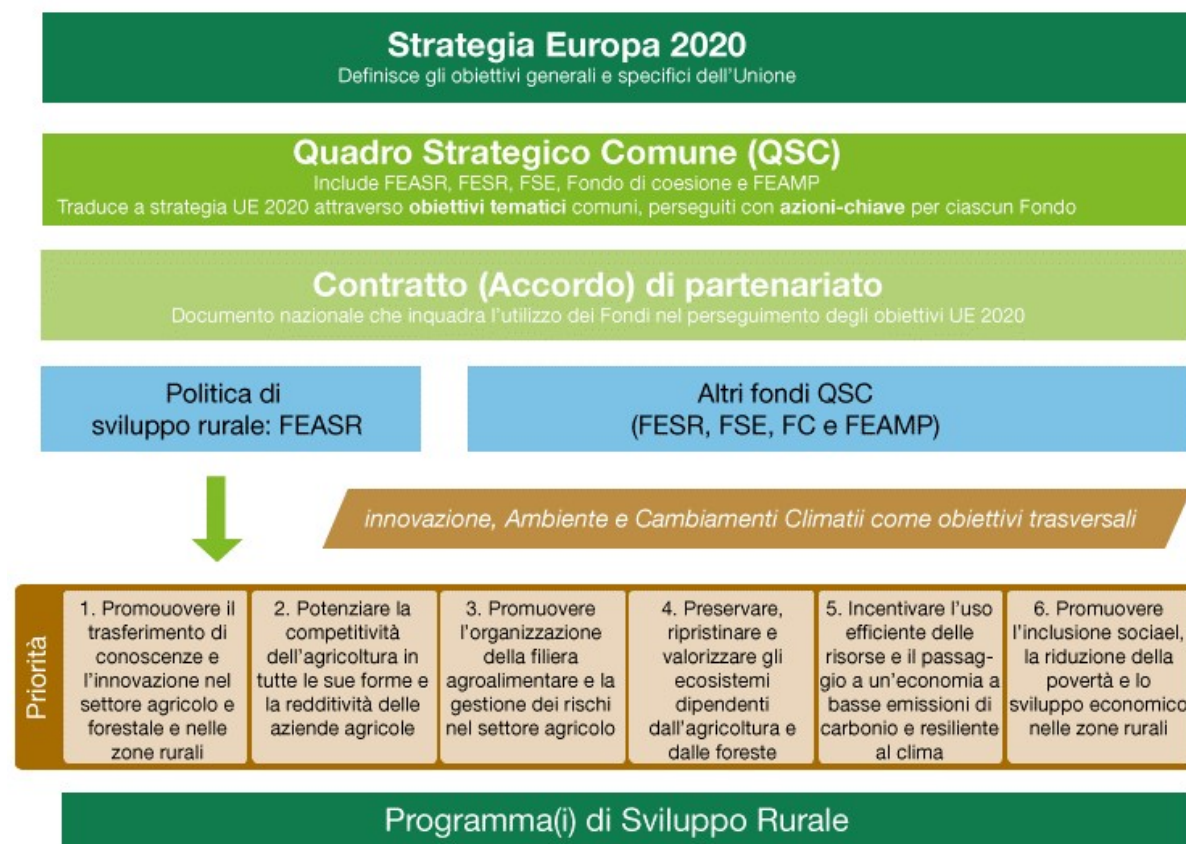 Strategia Europa 2020
Definisce gli obiettivi generali e specifici dell'Unione
Quadro Strategico Comune (QSC)
Include FEASR, FESR, FSE, Fondo di coesione e FEAMP
Traduce a strategia UE 2020 attraverso obiettivi tematici comuni, perseguiti con azioni-chiave per ciascun Fondo
Contratto (Accordo) di partenariato
Documento nazionale che inquadra l'utilizzo dei Fondi nel perseguimento degli obiettivi UE 2020
Politica di
sviluppo rurale: FEASR
Altri fondi QSC
(FESR, FSE, FC e FEAMP)
innovazione, Ambiente e Cambiamenti Climatii come obiettivi trasversali
Priorità
1. Promouovere il
trasferimento di
conoscenze e
l'innovazione nel
settore agricolo e
forestale e nelle
zone rurali
2. Potenziare la
competitività
dell'agricoltura in
tutte le sue forme e
la redditività delle
aziende agricole
3. Promuovere
l'organizzazione
della filiera
agroalimentare e la
gestione dei rischi
nel settore agricolo
4. Preservare,
ripristinare e
valorizzare gli
ecosistemi
dipendenti
dall'agricoltura e
dalle foreste
5. Incentivare l'uso
efficiente delle
risorse e il passag-
gio a un'economia a
basse emissioni di
carbonio e resiliente
al clima
6. Promuovere
l'inclusione sociael,
la riduzione della
povertà e lo
sviluppo economico
nelle zone rurali
Programma(i) di Sviluppo Rurale